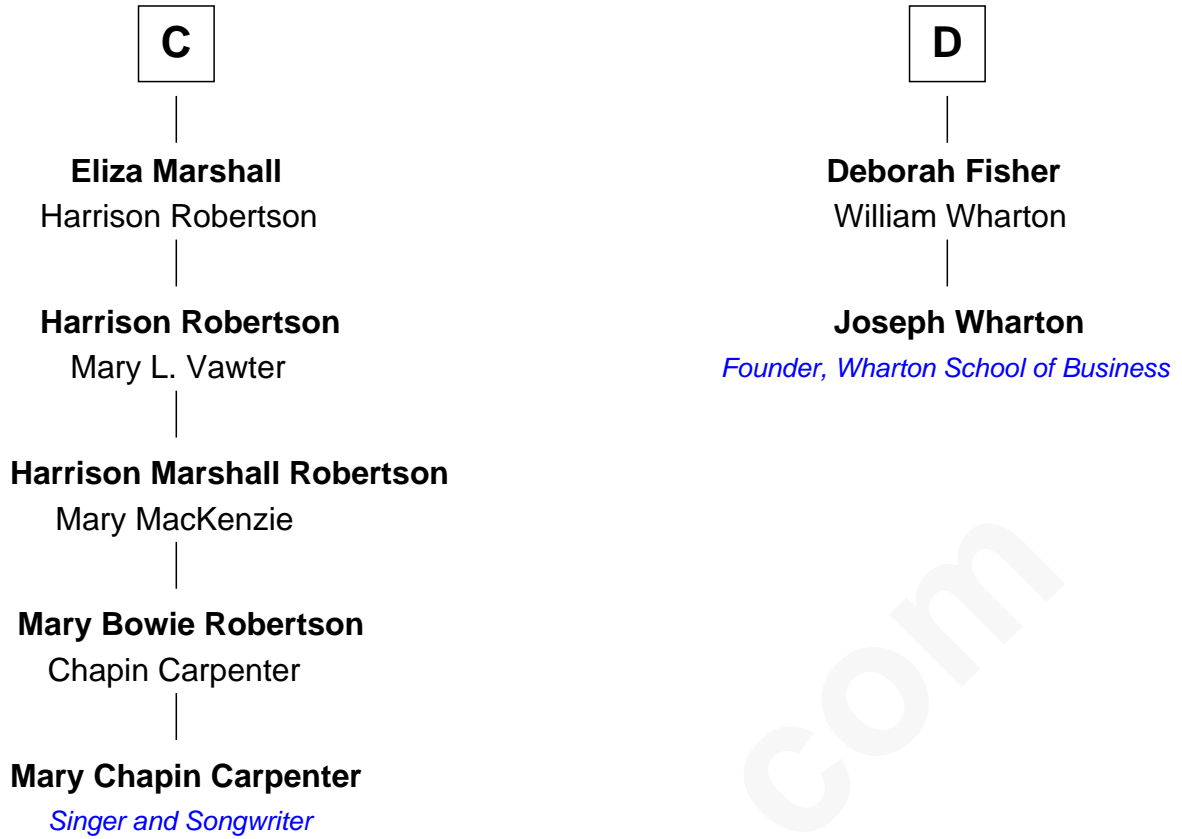 C
Eliza Marshall
Harrison Robertson
Harrison Robertson
Mary L. Vawter
Harrison Marshall Robertson
Mary MacKenzie
Mary Bowie Robertson
Chapin Carpenter
Mary Chapin Carpenter
Singer and Songwriter
D
Deborah Fisher
William Wharton
Joseph Wharton
Founder, Wharton School of Business
com